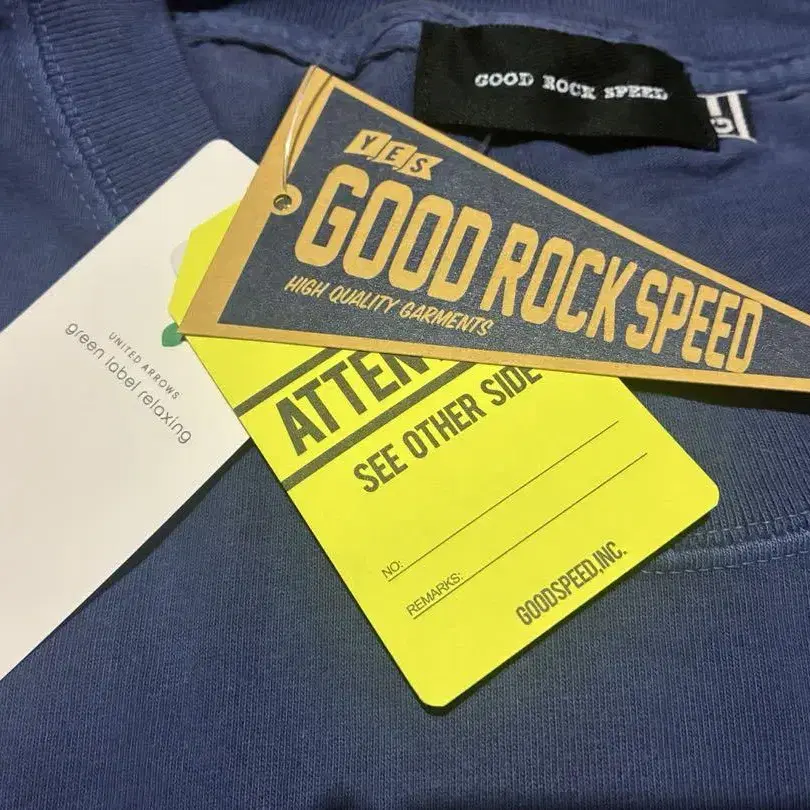 GOOD ROCK SPEED
YES
GOOD ROCK SPEED
HIGH QUALITY GARMENTS
UNITED ARROWS
green label relaxing
SEE OTHER SIDE
NO:
REMARKS:
GOODSPEED,INC.